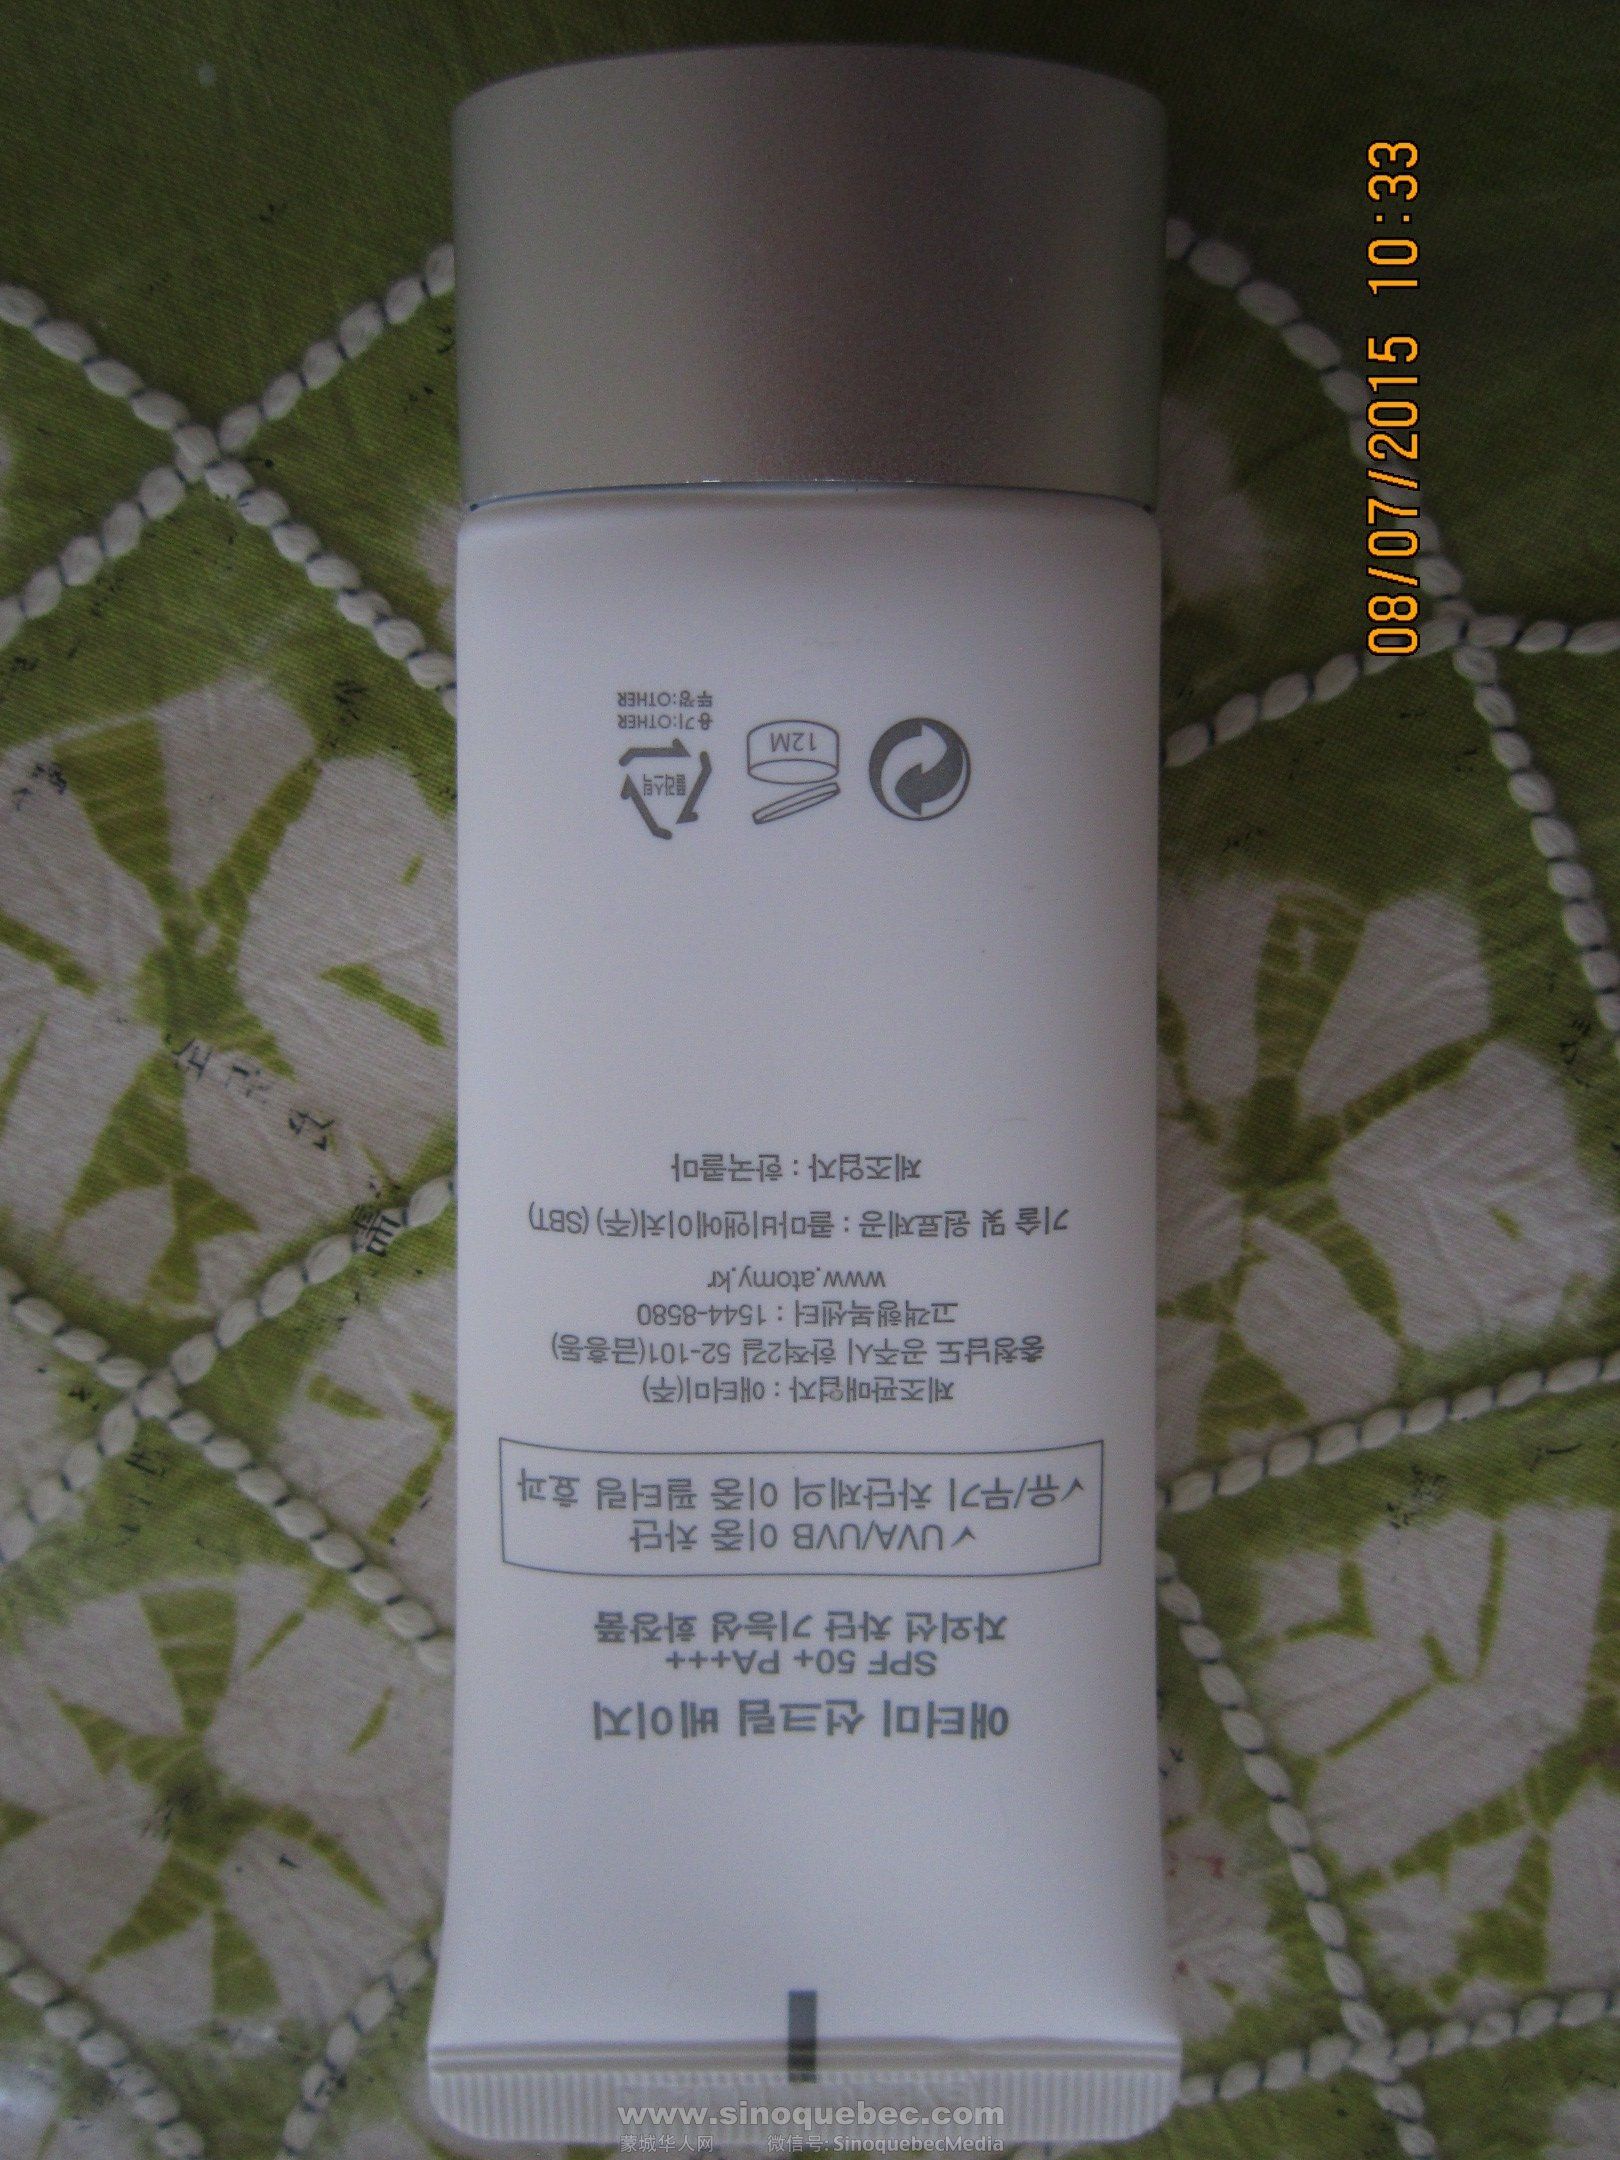 애터미 선크림 베이지
SPF 50+ PA+++
자외선 차단 기능성 화장품
✓UVA/UVB 이중 차단
✓유/무기 차단제의 이중 필터링 효과
제조판매업자 : 애터미(주)
충청남도 공주시 한적2길 52-101(금흥동)
고객행복센터 : 1544-8580
www.atomy.kr
기술 및 원료제공 : 콜마비앤에이치(주) (SBT)
제조업자 : 한국콜마
12M
플라스틱
용기:OTHER
뚜껑:OTHER
08/07/2015 10:33
www.sinoquebec.com
蒙城华人网 微信号: SinoquebecMedia